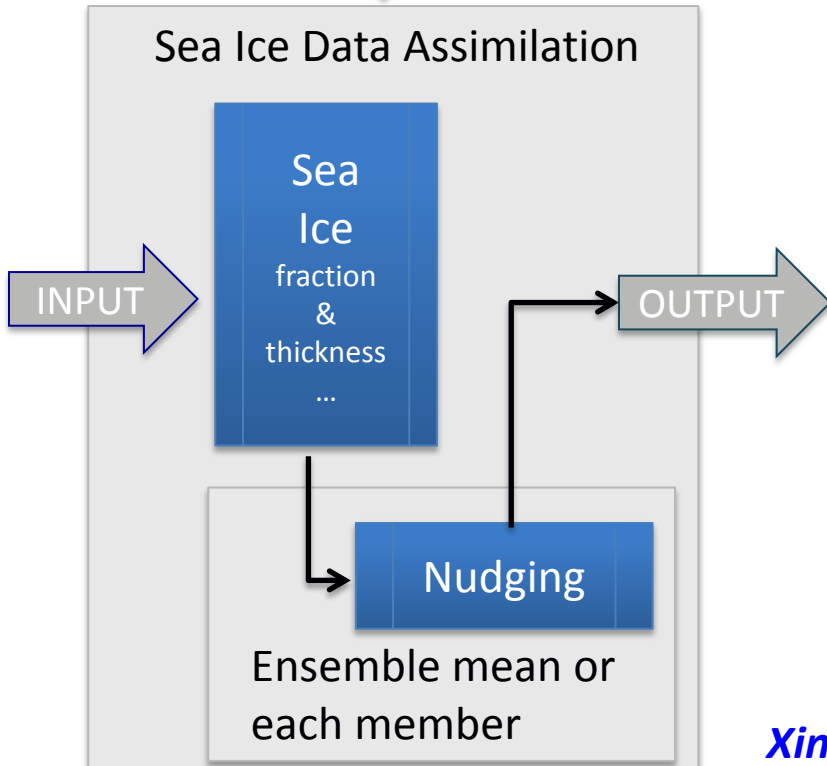 Sea Ice Data Assimilation
Sea
Ice
fraction
&
thickness
...
INPUT
OUTPUT
Nudging
Ensemble mean or
each member
Xin